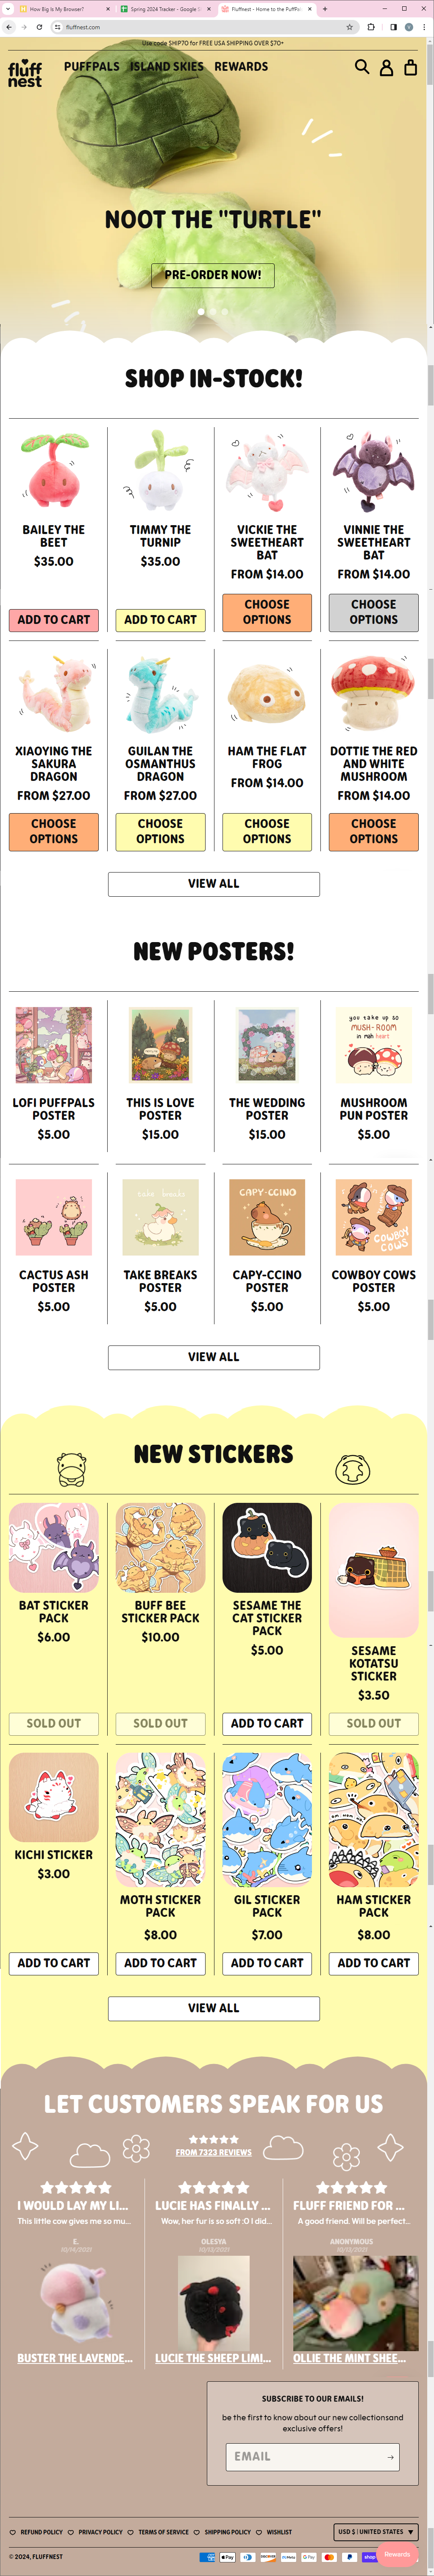 How Big Is My Browser?
Spring 2024 Tracker - Google S
Fluffnest - Home to the PuffPal
fluffnest.com
Use code SHIP70 for FREE USA SHIPPING OVER $70*
fluff
nest
PUFFPALS ISLAND SKIES REWARDS
NOOT THE "TURTLE"
PRE-ORDER NOW!
SHOP IN-STOCK!
BAILEY THE
BEET
$35.00
ADD TO CART
TIMMY THE
TURNIP
$35.00
ADD TO CART
VICKIE THE
SWEETHEART
BAT
FROM $14.00
CHOOSE
OPTIONS
VINNIE THE
SWEETHEART
BAT
FROM $14.00
CHOOSE
OPTIONS
XIAOYING THE
SAKURA
DRAGON
FROM $27.00
CHOOSE
OPTIONS
GUILAN THE
OSMANTHUS
DRAGON
FROM $27.00
CHOOSE
OPTIONS
HAM THE FLAT
FROG
FROM $14.00
CHOOSE
OPTIONS
DOTTIE THE RED
AND WHITE
MUSHROOM
FROM $14.00
CHOOSE
OPTIONS
VIEW ALL
NEW POSTERS!
LOFI PUFFPALS
POSTER
$5.00
THIS IS LOVE
POSTER
$15.00
THE WEDDING
POSTER
$15.00
you take up so
MUSH-ROOM
in mah heart
MUSHROOM
PUN POSTER
$5.00
CACTUS ASH
POSTER
$5.00
take breaks
TAKE BREAKS
POSTER
$5.00
CAPY-CCINO
CAPY-CCINO
POSTER
$5.00
COWBOY
COWS
COWBOY COWS
POSTER
$5.00
VIEW ALL
NEW STICKERS
BAT STICKER
PACK
$6.00
SOLD OUT
BUFF BEE
STICKER PACK
$10.00
SOLD OUT
SESAME THE
CAT STICKER
PACK
$5.00
ADD TO CART
SESAME
KOTATSU
STICKER
$3.50
SOLD OUT
KICHI STICKER
$3.00
ADD TO CART
MOTH STICKER
PACK
$8.00
ADD TO CART
GIL STICKER
PACK
$7.00
ADD TO CART
HAM STICKER
PACK
$8.00
ADD TO CART
VIEW ALL
LET CUSTOMERS SPEAK FOR US
FROM 7323 REVIEWS
I WOULD LAY MY LI...
This little cow gives me so mu...
E.
BUSTER THE LAVENDE...
LUCIE HAS FINALLY ...
Wow, her fur is so soft :O I did...
OLESYA
LUCIE THE SHEEP LIMI...
FLUFF FRIEND FOR ...
A good friend. Will be perfect...
ANONYMOUS
OLLIE THE MINT SHEE...
SUBSCRIBE TO OUR EMAILS!
be the first to know about our new collectionsand
exclusive offers!
EMAIL
REFUND POLICY PRIVACY POLICY TERMS OF SERVICE SHIPPING POLICY WISHLIST
USD $ | UNITED STATES
© 2024, FLUFFNEST
Rewards